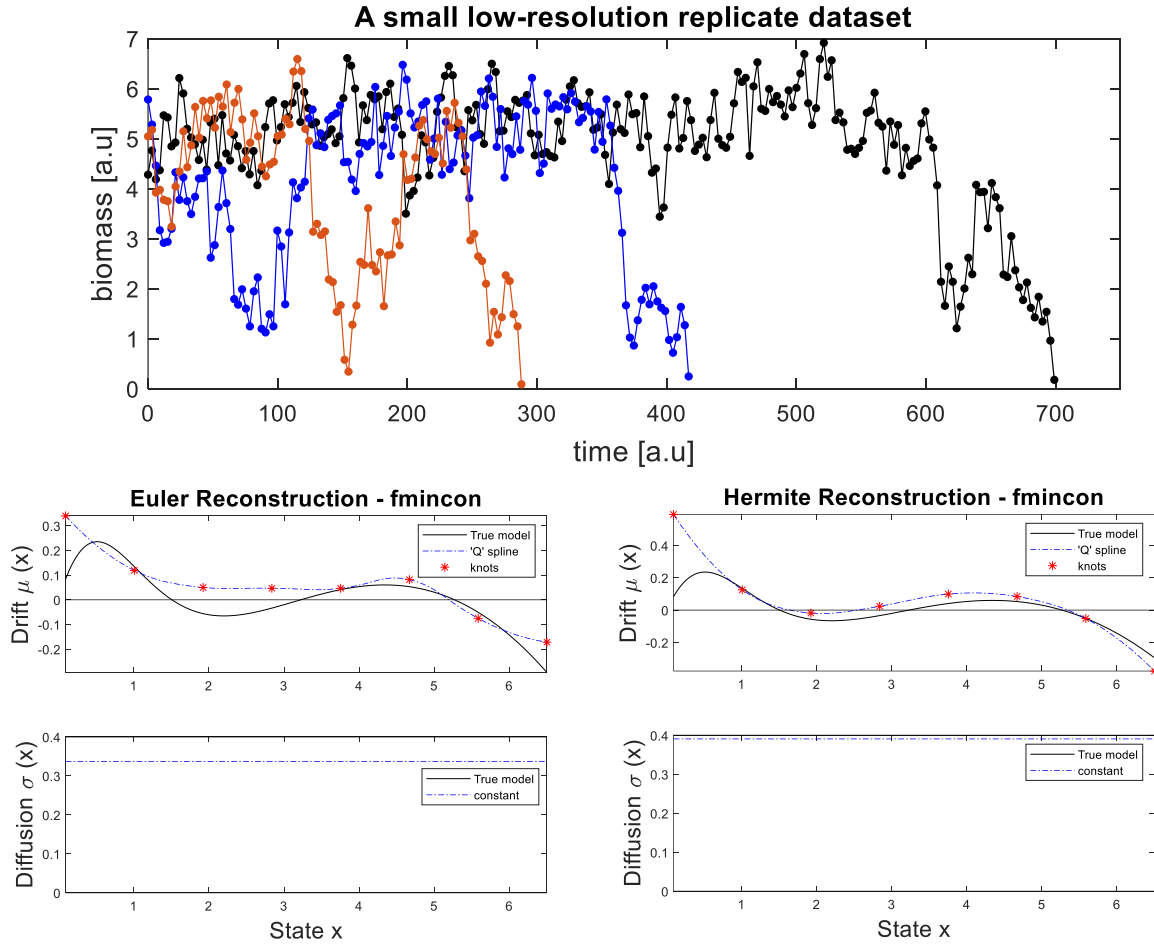 A small low-resolution replicate dataset
7
6
5
4
3
2
1
0
biomass [a.u]
0 100 200 300 400 500 600 700
time [a.u]
Euler Reconstruction - fmincon
0.3
0.2
0.1
0
-0.1
-0.2
Drift μ (x)
True model
'Q' spline
knots
1 2 3 4 5 6
0.4
0.3
0.2
0.1
0
Diffusion σ (x)
True model
constant
1 2 3 4 5 6
State x
Hermite Reconstruction - fmincon
0.4
0.2
0
-0.2
Drift μ (x)
True model
'Q' spline
knots
1 2 3 4 5 6
0.4
0.3
0.2
0.1
0
Diffusion σ (x)
True model
constant
1 2 3 4 5 6
State x